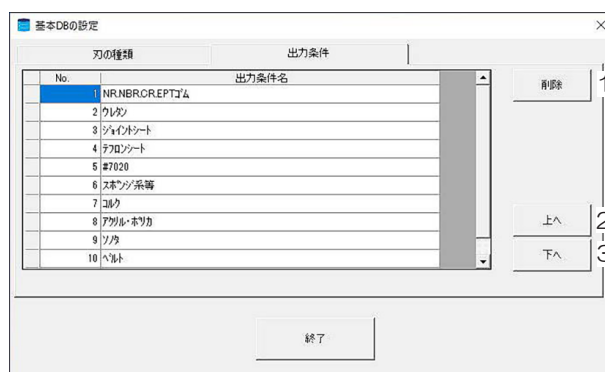 基本DBの設定
刃の種類 出力条件
No. 出力条件名
1 NR.NBR.CR.EPTｺﾞﾑ
2 ｳﾚﾀﾝ
3 ｼﾞｮｲﾝﾄｼｰﾄ
4 ﾃﾌﾛﾝｼｰﾄ
5 #7020
6 ｽﾎﾟﾝｼﾞ系等
7 ｺﾙｸ
8 ｱｸﾘﾙ・ﾎﾟﾘｶ
9 ｿﾉﾀ
10 ﾍﾞﾙﾄ
削除 1
上へ 2
下へ 3
終了